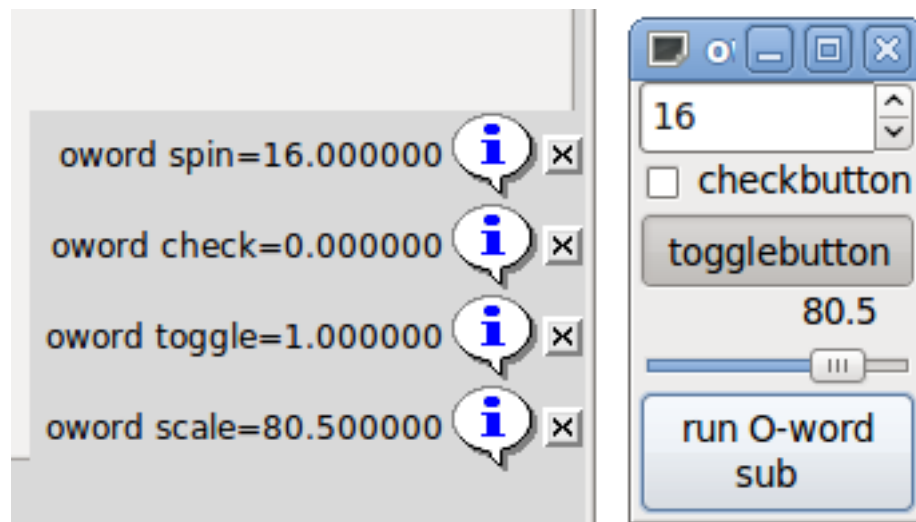 oword spin=16.000000
oword check=0.000000
oword toggle=1.000000
oword scale=80.500000
16
checkbutton
togglebutton
80.5
run O-word
sub